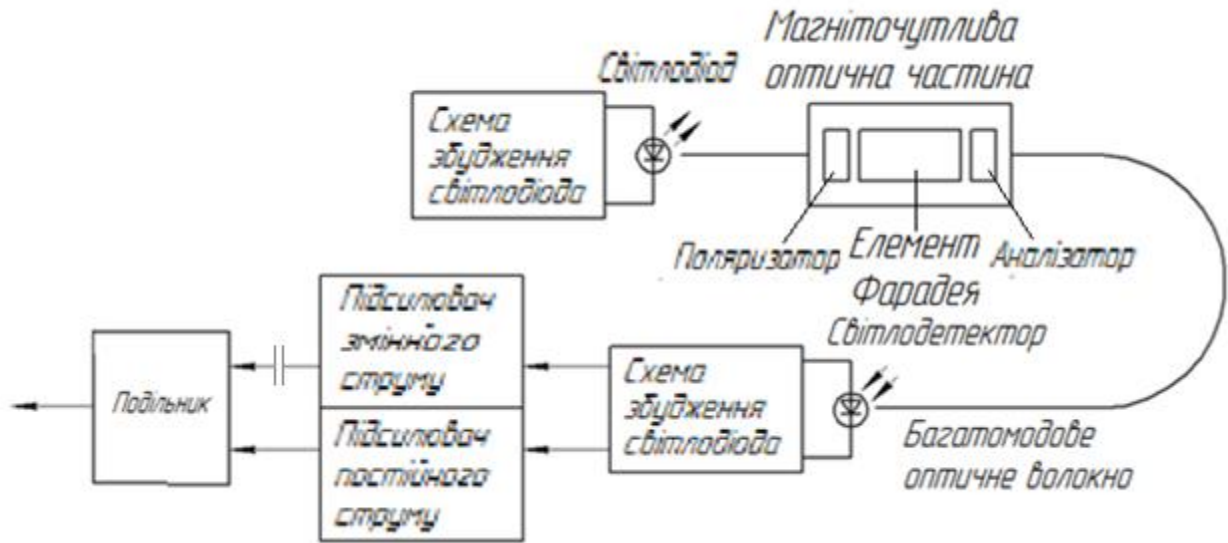 Магніточутлива
оптична частина
Світлодіод
Схема
збудження
світлодіода
Поляризатор
Елемент
Фарадея
Аналізатор
Світлодетектор
Підсилювач
змінного
струму
Схема
збудження
світлодіода
Подільник
Підсилювач
постійного
струму
Багатомодове
оптичне волокно